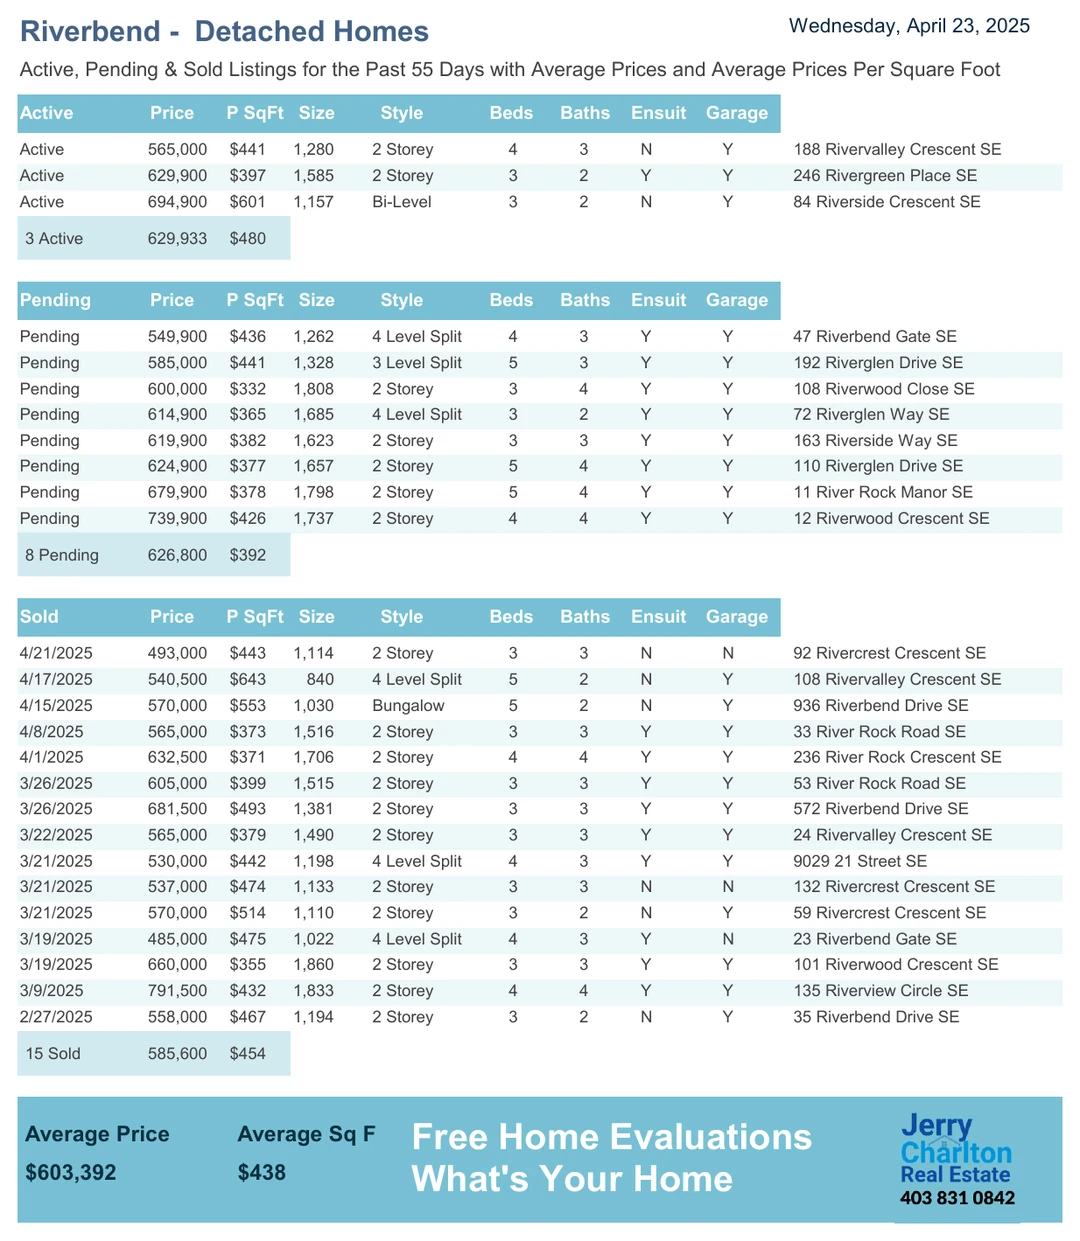 Riverbend - Detached Homes
Wednesday, April 23, 2025
Active, Pending & Sold Listings for the Past 55 Days with Average Prices and Average Prices Per Square Foot
Active Price P SqFt Size Style Beds Baths Ensuit Garage
Active 565,000 $441 1,280 2 Storey 4 3 N Y 188 Rivervalley Crescent SE
Active 629,900 $397 1,585 2 Storey 3 2 Y Y 246 Rivergreen Place SE
Active 694,900 $601 1,157 Bi-Level 3 2 N Y 84 Riverside Crescent SE
3 Active 629,933 $480
Pending Price P SqFt Size Style Beds Baths Ensuit Garage
Pending 549,900 $436 1,262 4 Level Split 4 3 Y Y 47 Riverbend Gate SE
Pending 585,000 $441 1,328 3 Level Split 5 3 Y Y 192 Riverglen Drive SE
Pending 600,000 $332 1,808 2 Storey 3 4 Y Y 108 Riverwood Close SE
Pending 614,900 $365 1,685 4 Level Split 3 2 Y Y 72 Riverglen Way SE
Pending 619,900 $382 1,623 2 Storey 3 3 Y Y 163 Riverside Way SE
Pending 624,900 $377 1,657 2 Storey 5 4 Y Y 110 Riverglen Drive SE
Pending 679,900 $378 1,798 2 Storey 5 4 Y Y 11 River Rock Manor SE
Pending 739,900 $426 1,737 2 Storey 4 4 Y Y 12 Riverwood Crescent SE
8 Pending 626,800 $392
Sold Price P SqFt Size Style Beds Baths Ensuit Garage
4/21/2025 493,000 $443 1,114 2 Storey 3 3 N N 92 Rivercrest Crescent SE
4/17/2025 540,500 $643 840 4 Level Split 5 2 N Y 108 Rivervalley Crescent SE
4/15/2025 570,000 $553 1,030 Bungalow 5 2 N Y 936 Riverbend Drive SE
4/8/2025 565,000 $373 1,516 2 Storey 3 3 Y Y 33 River Rock Road SE
4/1/2025 632,500 $371 1,706 2 Storey 4 4 Y Y 236 River Rock Crescent SE
3/26/2025 605,000 $399 1,515 2 Storey 3 3 Y Y 53 River Rock Road SE
3/26/2025 681,500 $493 1,381 2 Storey 3 3 Y Y 572 Riverbend Drive SE
3/22/2025 565,000 $379 1,490 2 Storey 3 3 Y Y 24 Rivervalley Crescent SE
3/21/2025 530,000 $442 1,198 4 Level Split 4 3 Y Y 9029 21 Street SE
3/21/2025 537,000 $474 1,133 2 Storey 3 3 N N 132 Rivercrest Crescent SE
3/21/2025 570,000 $514 1,110 2 Storey 3 2 N Y 59 Rivercrest Crescent SE
3/19/2025 485,000 $475 1,022 4 Level Split 4 3 Y N 23 Riverbend Gate SE
3/19/2025 660,000 $355 1,860 2 Storey 3 3 Y Y 101 Riverwood Crescent SE
3/9/2025 791,500 $432 1,833 2 Storey 4 4 Y Y 135 Riverview Circle SE
2/27/2025 558,000 $467 1,194 2 Storey 3 2 N Y 35 Riverbend Drive SE
15 Sold 585,600 $454
Average Price Average Sq F
$603,392 $438
Free Home Evaluations
What's Your Home
Jerry
Charlton
Real Estate
403 831 0842